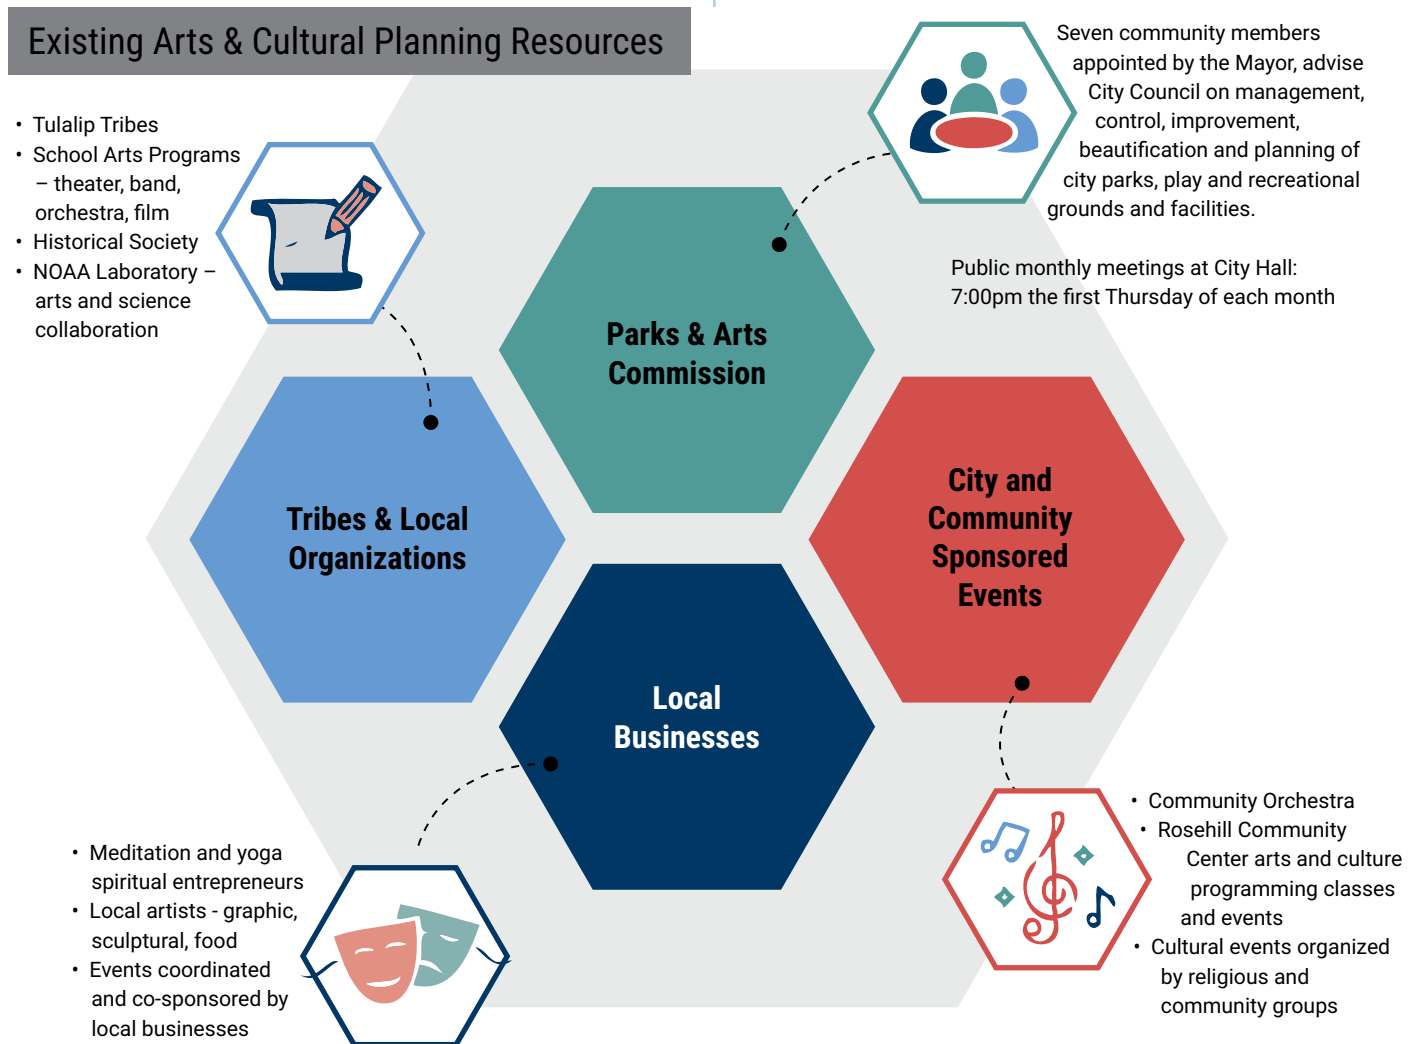 Existing Arts & Cultural Planning Resources
• Tulalip Tribes
• School Arts Programs
– theater, band,
orchestra, film
• Historical Society
• NOAA Laboratory –
arts and science
collaboration
Seven community members
appointed by the Mayor, advise
City Council on management,
control, improvement,
beautification and planning of
city parks, play and recreational
grounds and facilities.
Public monthly meetings at City Hall:
7:00pm the first Thursday of each month
Parks & Arts
Commission
Tribes & Local
Organizations
City and
Community
Sponsored
Events
Local
Businesses
• Meditation and yoga
spiritual entrepreneurs
• Local artists - graphic,
sculptural, food
• Events coordinated
and co-sponsored by
local businesses
• Community Orchestra
• Rosehill Community
Center arts and culture
programming classes
and events
• Cultural events organized
by religious and
community groups